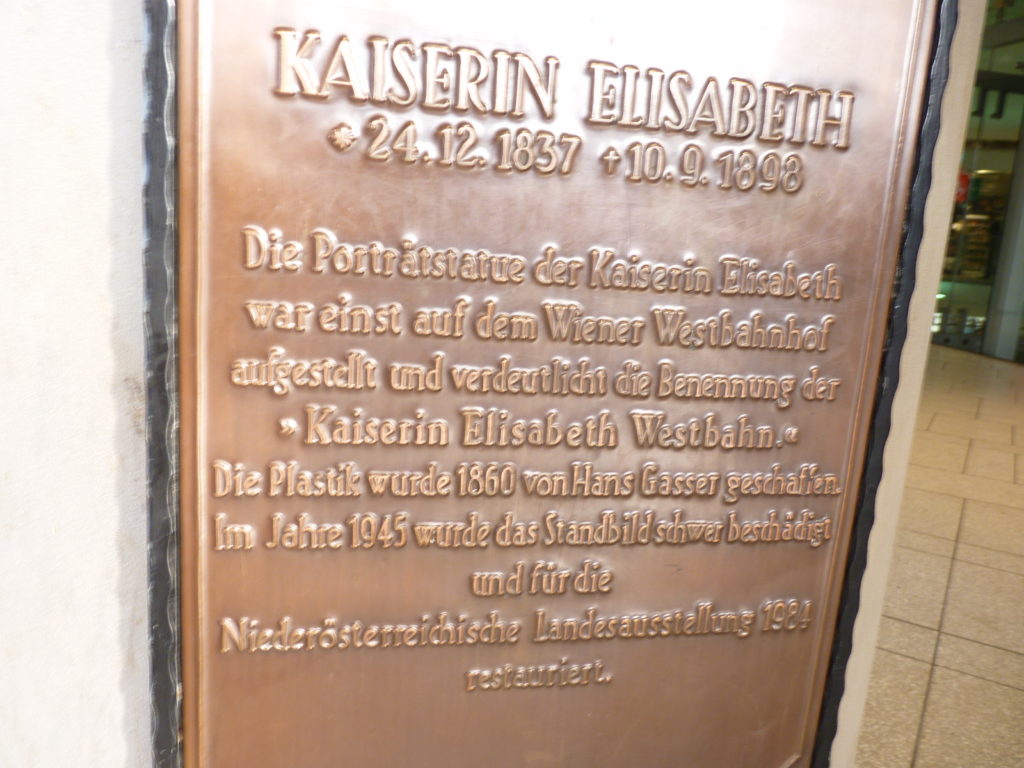 KAISERIN ELISABETH
* 24.12.1837 † 10.9.1898
Die Porträtstatue der Kaiserin Elisabeth
war einst auf dem Wiener Westbahnhof
aufgestellt und verdeutlicht die Benennung der
»Kaiserin Elisabeth Westbahn.«
Die Plastik wurde 1860 von Hans Gasser geschaffen.
Im Jahre 1945 wurde das Standbild schwer beschädigt
und für die
Niederösterreichische Landesausstellung 1984
restauriert.